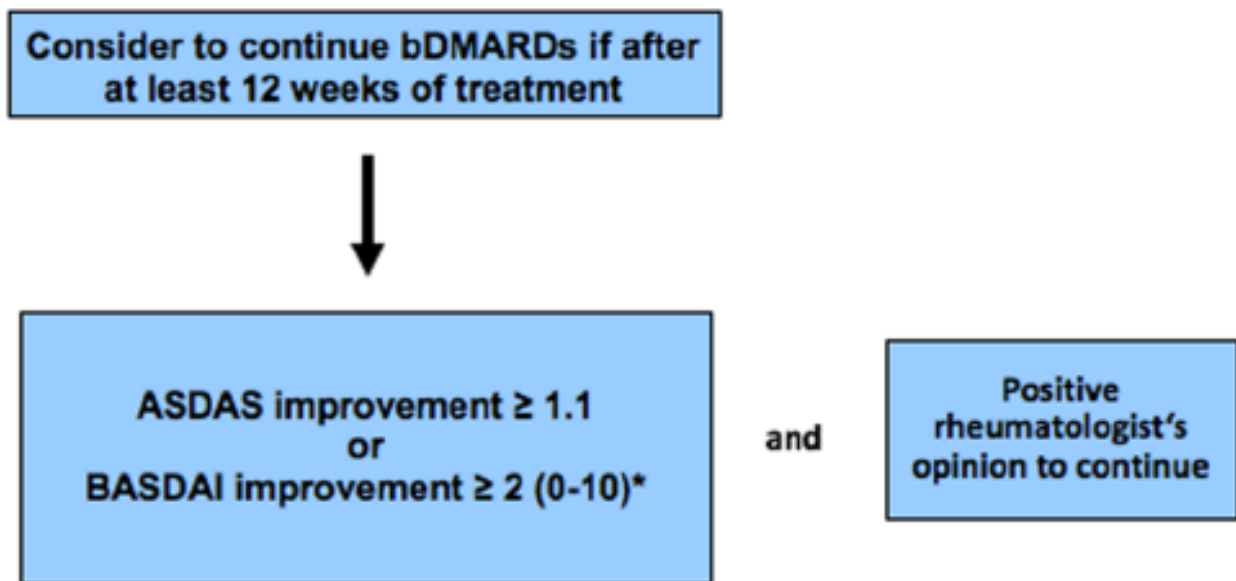 Consider to continue bDMARDs if after
at least 12 weeks of treatment
ASDAS improvement ≥ 1.1
or
BASDAI improvement ≥ 2 (0-10)*
and
Positive
rheumatologist‘s
opinion to continue